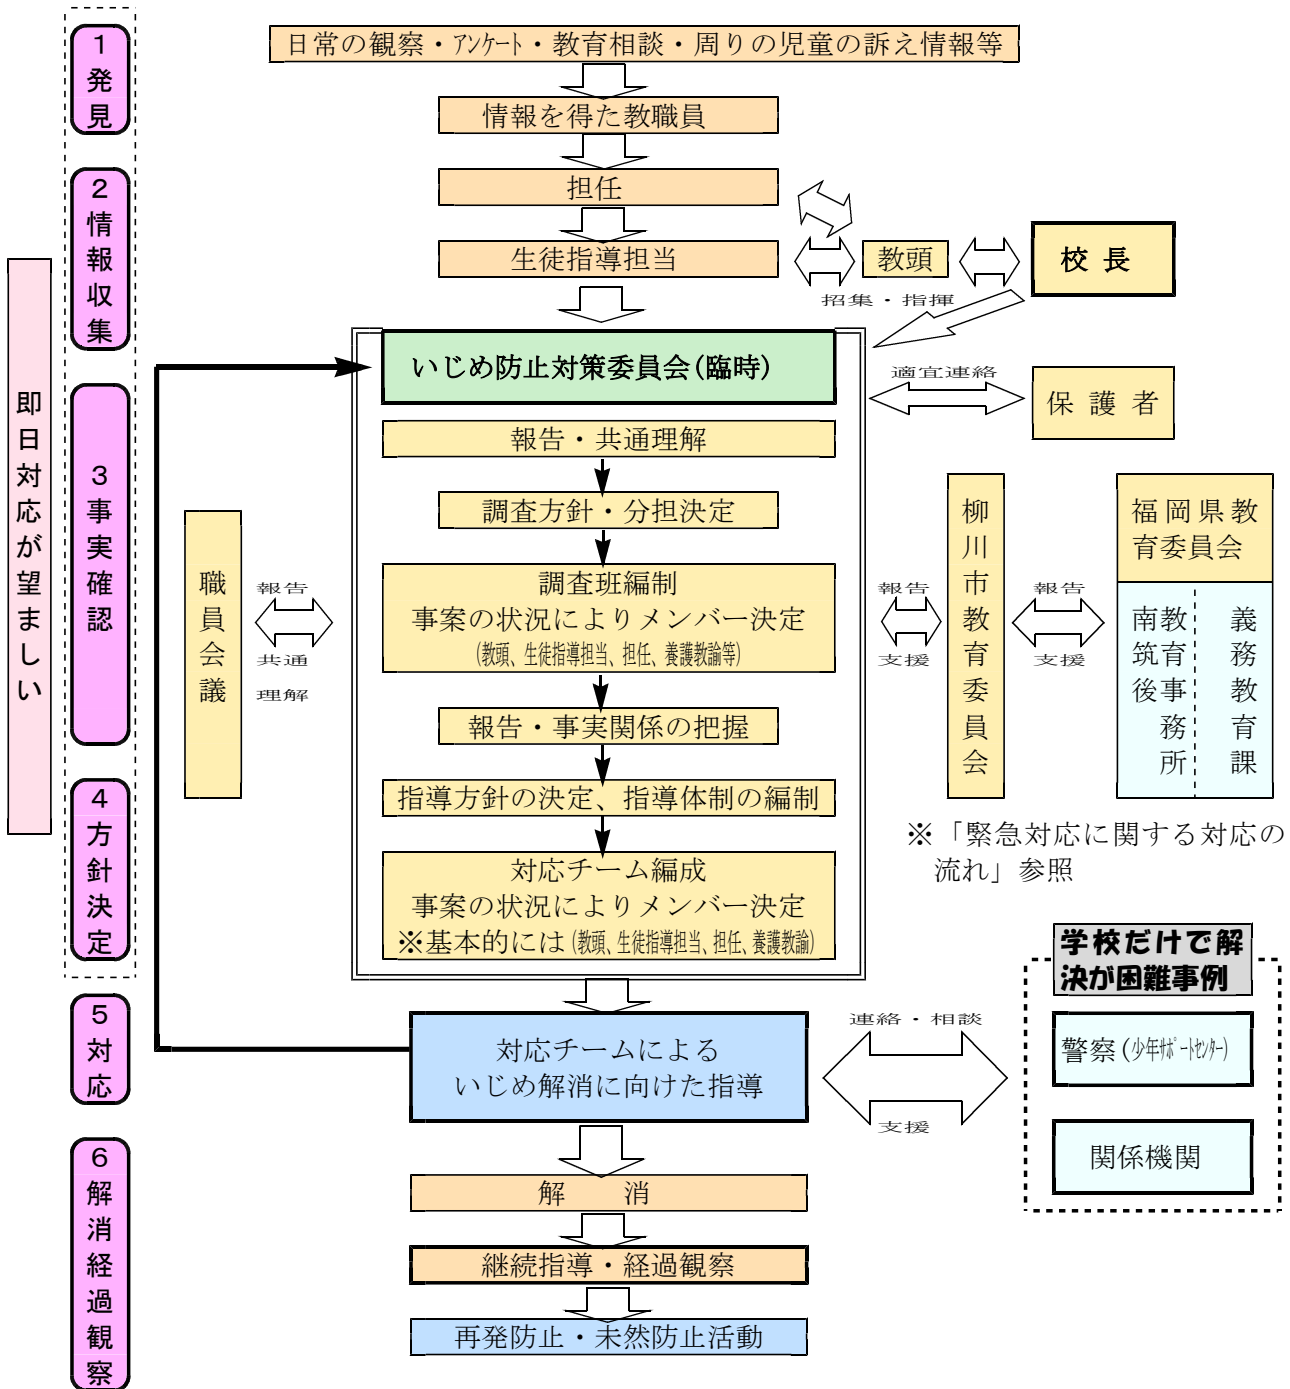 1発見
2情報収集
3事実確認
4方針決定
5対応
6解消経過観察
即日対応が望ましい
日常の観察・アンケート・教育相談・周りの児童の訴え情報等
情報を得た教職員
担任
生徒指導担当
教頭
校長
招集・指揮
いじめ防止対策委員会(臨時)
適宜連絡
保護者
報告・共通理解
調査方針・分担決定
調査班編制
事案の状況によりメンバー決定
(教頭、生徒指導担当、担任、養護教諭等)
報告・事実関係の把握
指導方針の決定、指導体制の編制
対応チーム編成
事案の状況によりメンバー決定
※基本的には(教頭、生徒指導担当、担任、養護教諭)
職員会議
報告
共通
理解
報告
支援
柳川市教育委員会
報告
支援
福岡県教
育委員会
南筑後
教育事務所
義務教育課
※「緊急対応に関する対応の
流れ」参照
学校だけで解
決が困難事例
警察(少年サポートセンター)
関係機関
連絡・相談
支援
対応チームによる
いじめ解消に向けた指導
解　消
継続指導・経過観察
再発防止・未然防止活動